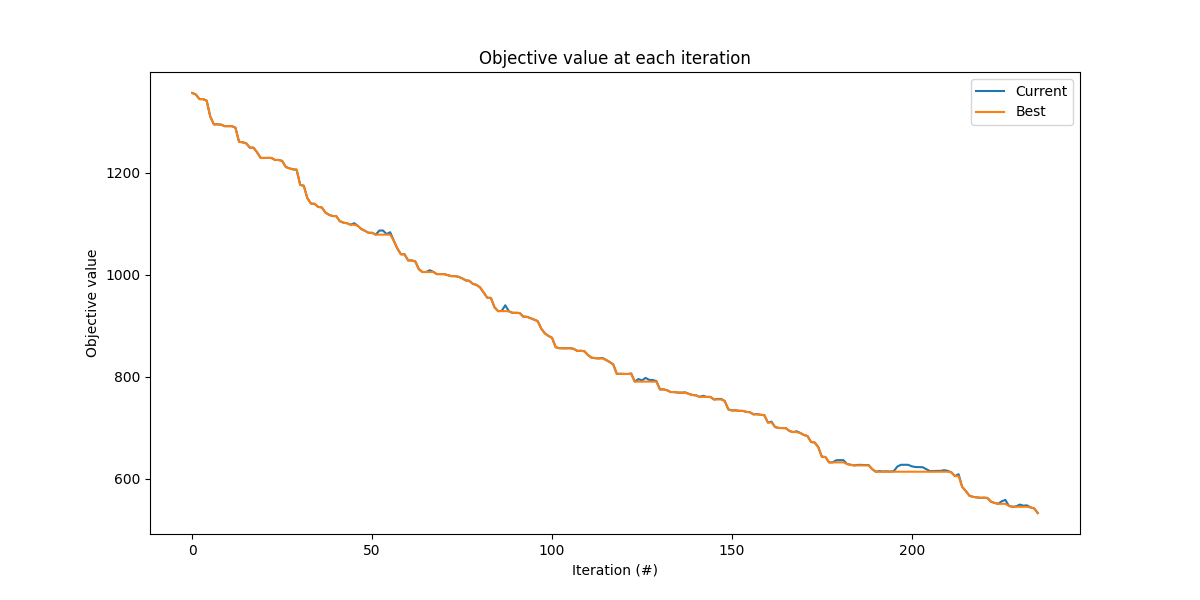 Objective value at each iteration
Current
Best
Objective value
1200
1000
800
600
0
50
100
150
200
Iteration (#)